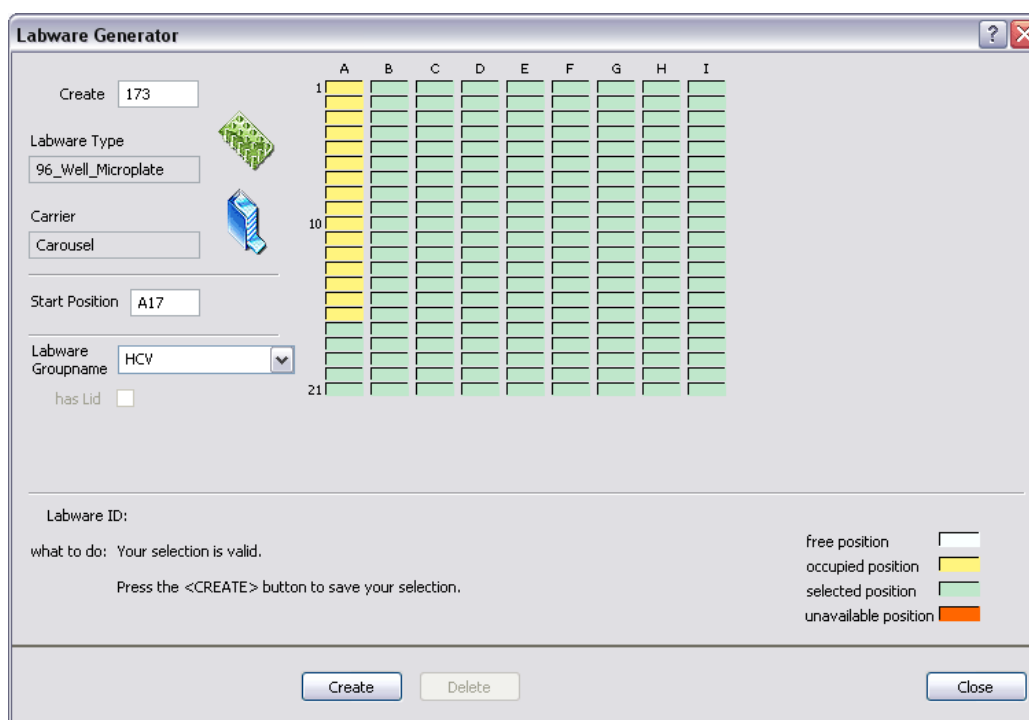 Labware Generator
?
A B C D E F G H I
Create 173
1
Labware Type
96_Well_Microplate
Carrier
10
Carousel
Start Position A17
Labware
Groupname HCV
21
has Lid
Labware ID:
what to do: Your selection is valid.
Press the <CREATE> button to save your selection.
free position
occupied position
selected position
unavailable position
Create Delete Close